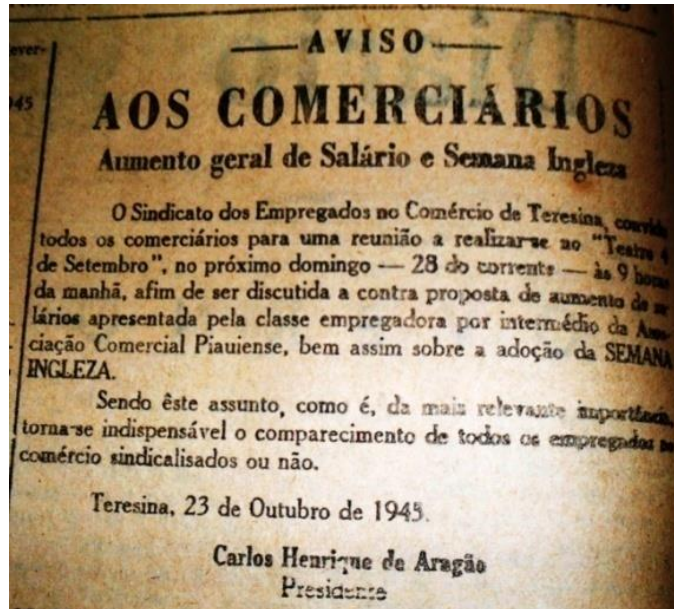 ever-
1945
AVISO
AOS COMERCIÁRIOS
Aumento geral de Salário e Semana Ingleza
O Sindicato dos Empregados no Comércio de Teresina, convida
todos os comerciários para uma reunião a realizar-se no "Teatro 4
de Setembro", no próximo domingo — 28 do corrente — às 9 horas
da manhã, afim de ser discutida a contra proposta de aumento de sa-
lários apresentada pela classe empregadora por intermédio da Asso-
ciação Comercial Piauiense, bem assim sobre a adoção da SEMANA
INGLEZA.
Sendo êste assunto, como é, da mais relevante importância,
torna-se indispensável o comparecimento de todos os empregados no
comércio sindicalisados ou não.
Teresina, 23 de Outubro de 1945.
Carlos Henrique de Aragão
Presidente